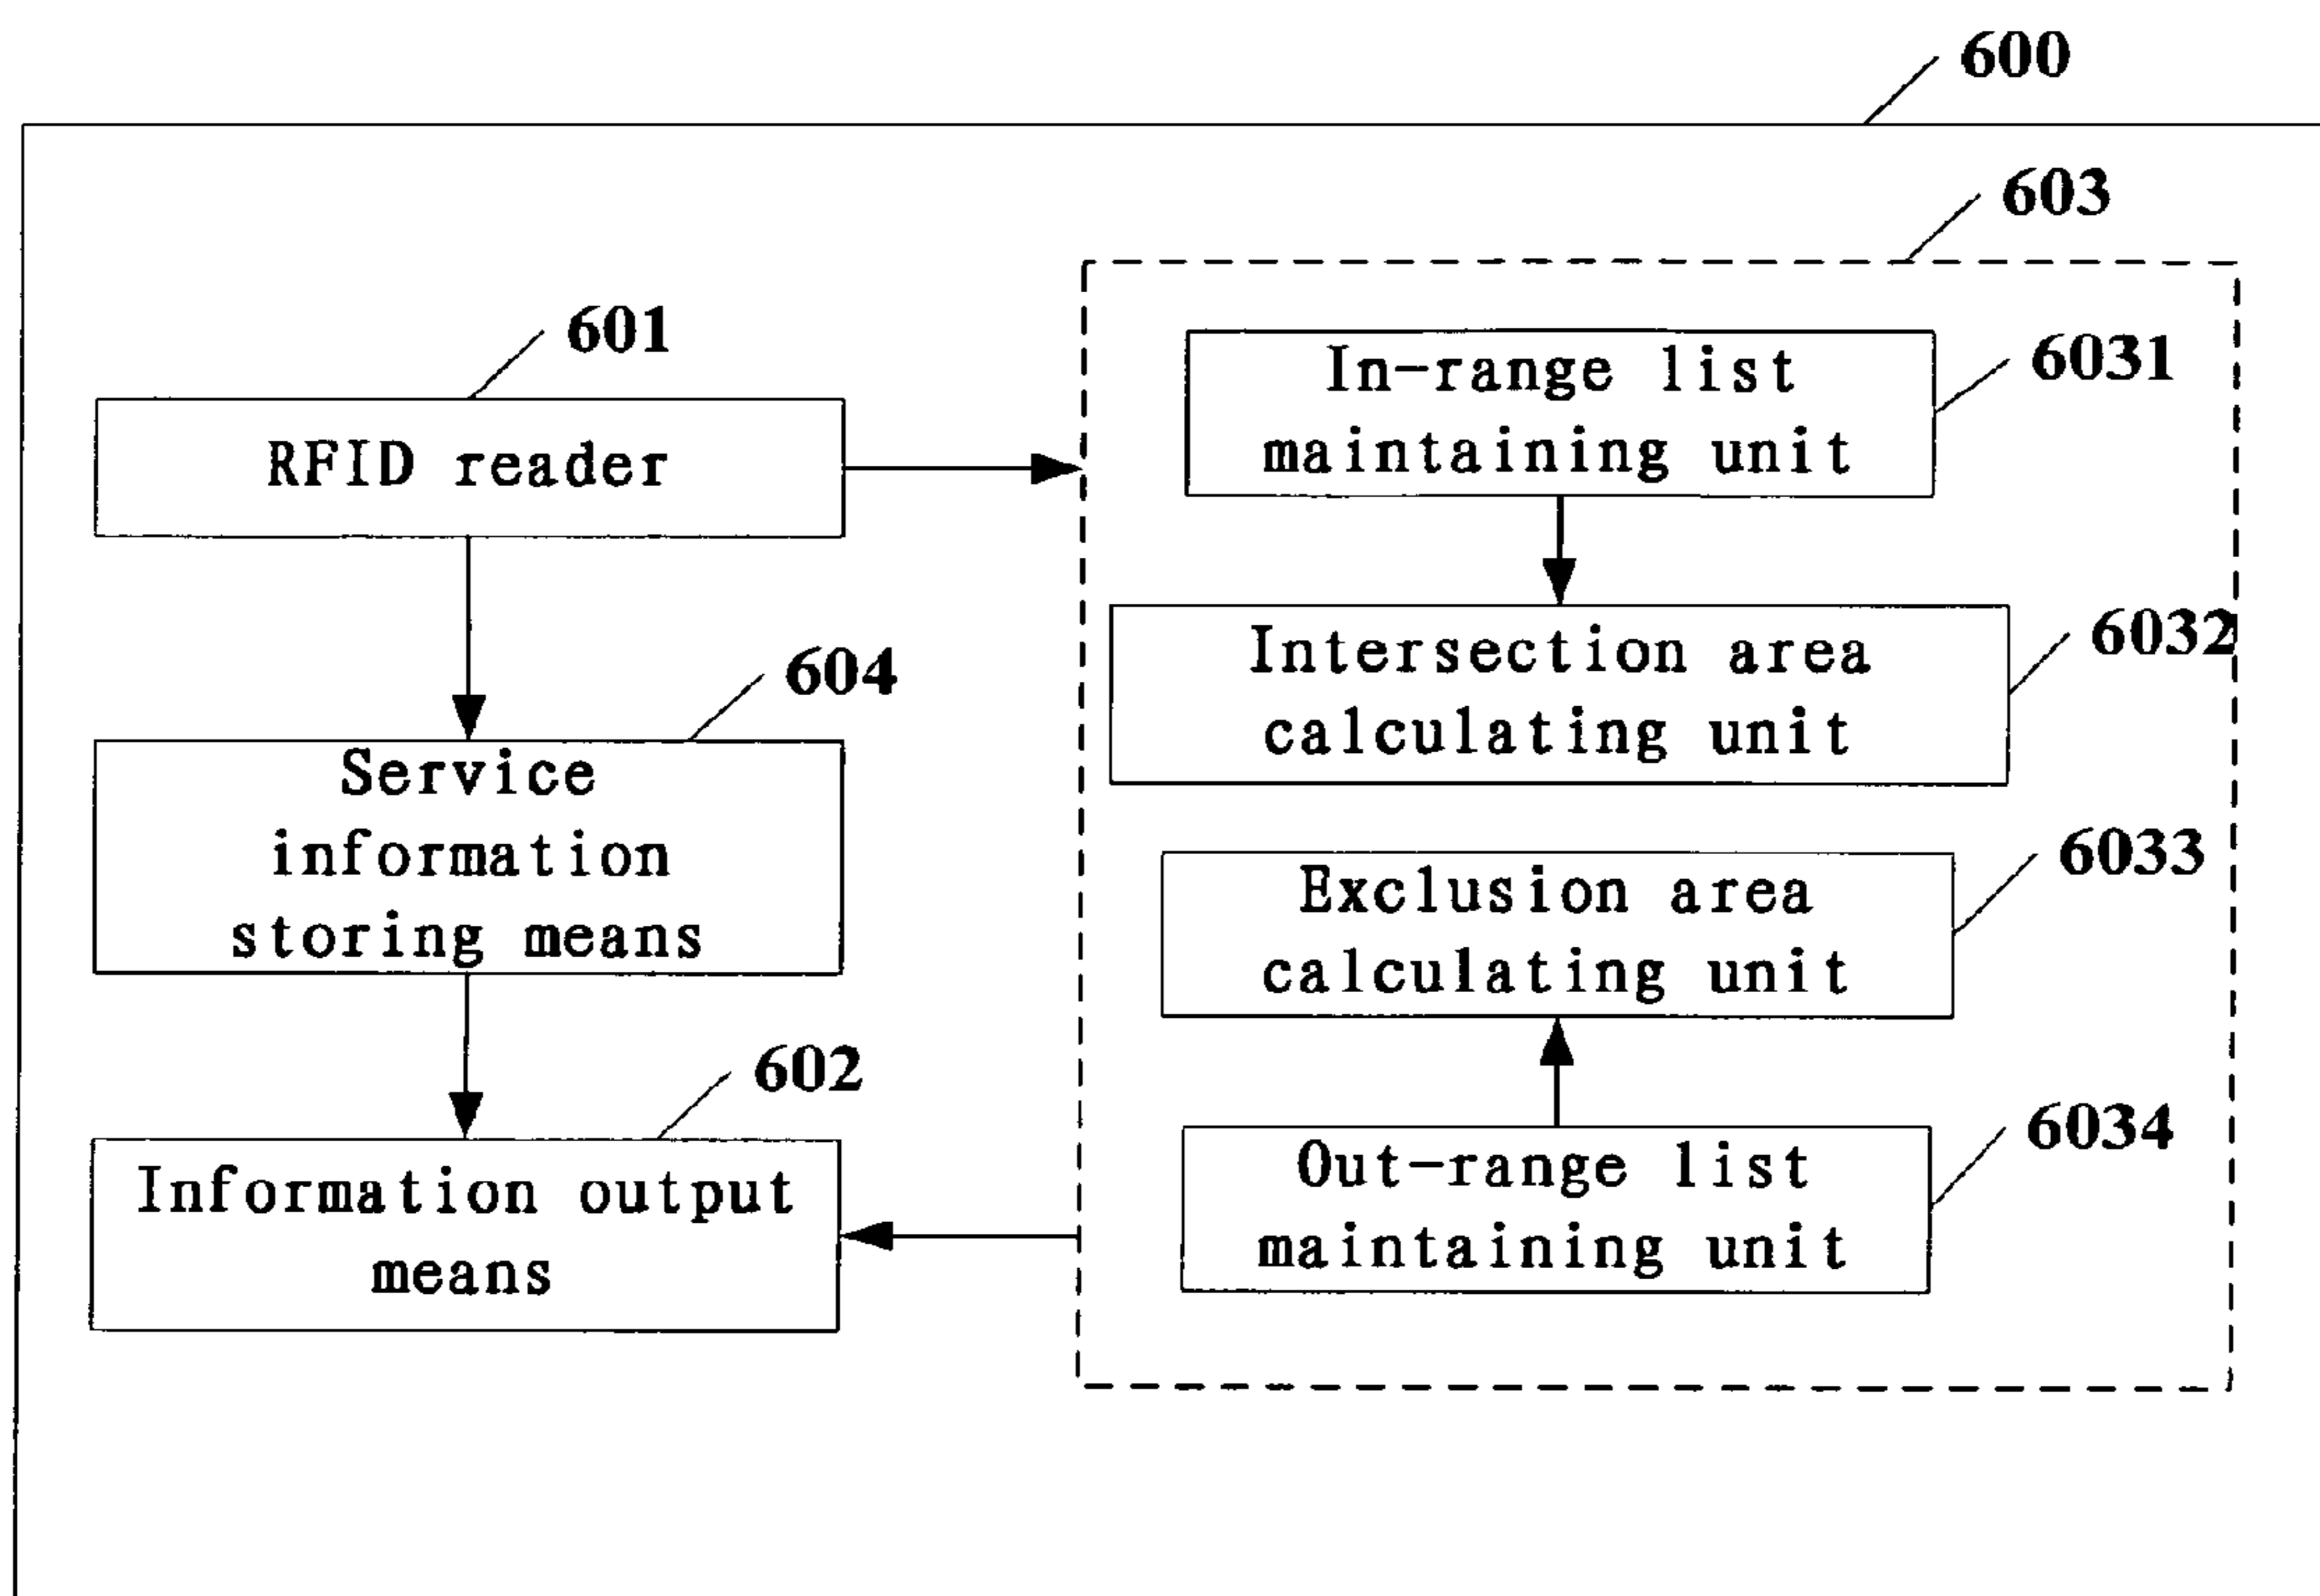 600
603
601
RFID reader
In-range list
maintaining unit
6031
Intersection area
calculating unit
6032
604
Service
information
storing means
Exclusion area
calculating unit
6033
602
Information output
means
Out-range list
maintaining unit
6034